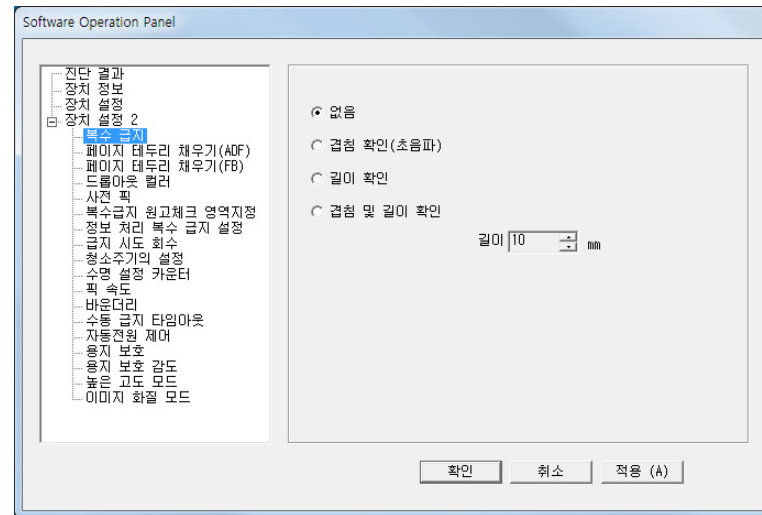 Software Operation Panel
진단 결과
장치 정보
장치 설정
장치 설정 2
복수 급지
페이지 테두리 채우기(ADF)
페이지 테두리 채우기(FB)
드롭아웃 컬러
사전 픽
복수급지 원고체크 영역지정
정보 처리 복수 급지 설정
급지 시도 회수
청소주기의 설정
수명 설정 카운터
픽 속도
바운더리
수동 급지 타임아웃
자동전원 제어
용지 보호
용지 보호 감도
높은 고도 모드
이미지 화질 모드
없음
겹침 확인(초음파)
길이 확인
겹침 및 길이 확인
길이 10 mm
확인 취소 적용 (A)